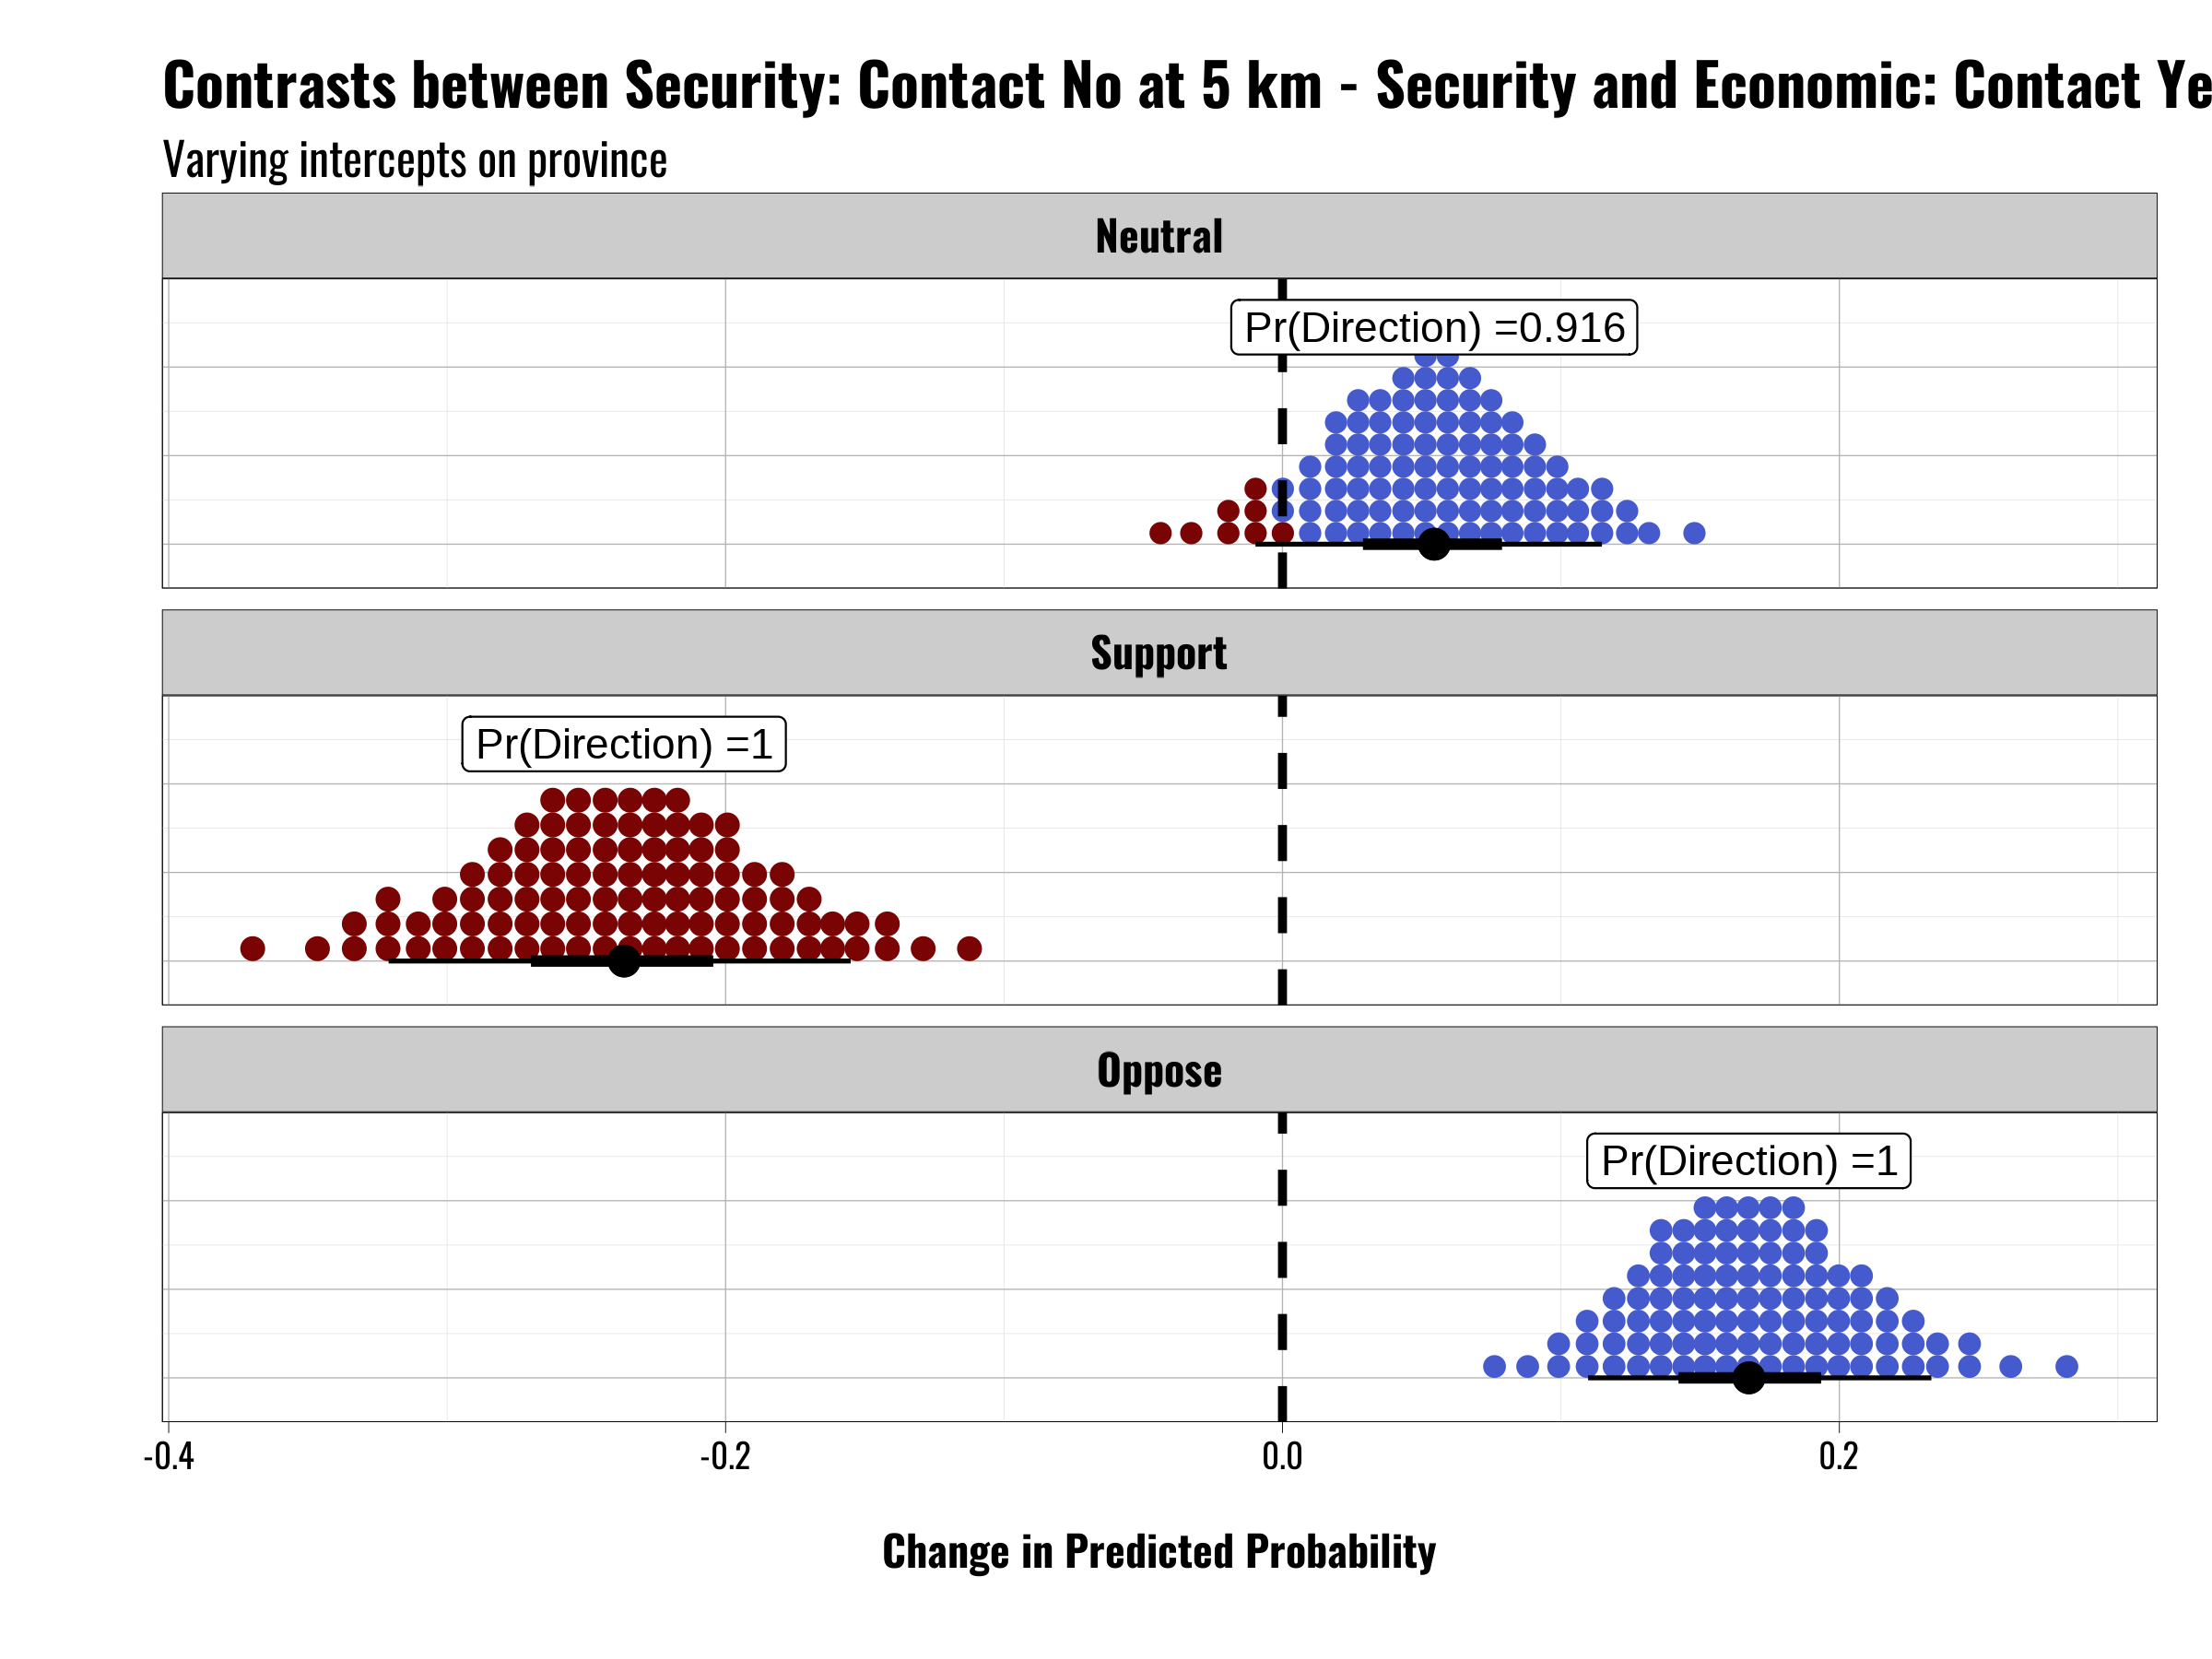 Contrasts between Security: Contact No at 5 km - Security and Economic: Contact Ye
Varying intercepts on province
Neutral
Pr(Direction) =0.916
Support
Pr(Direction) =1
Oppose
Pr(Direction) =1
-0.4 -0.2 0.0 0.2
Change in Predicted Probability